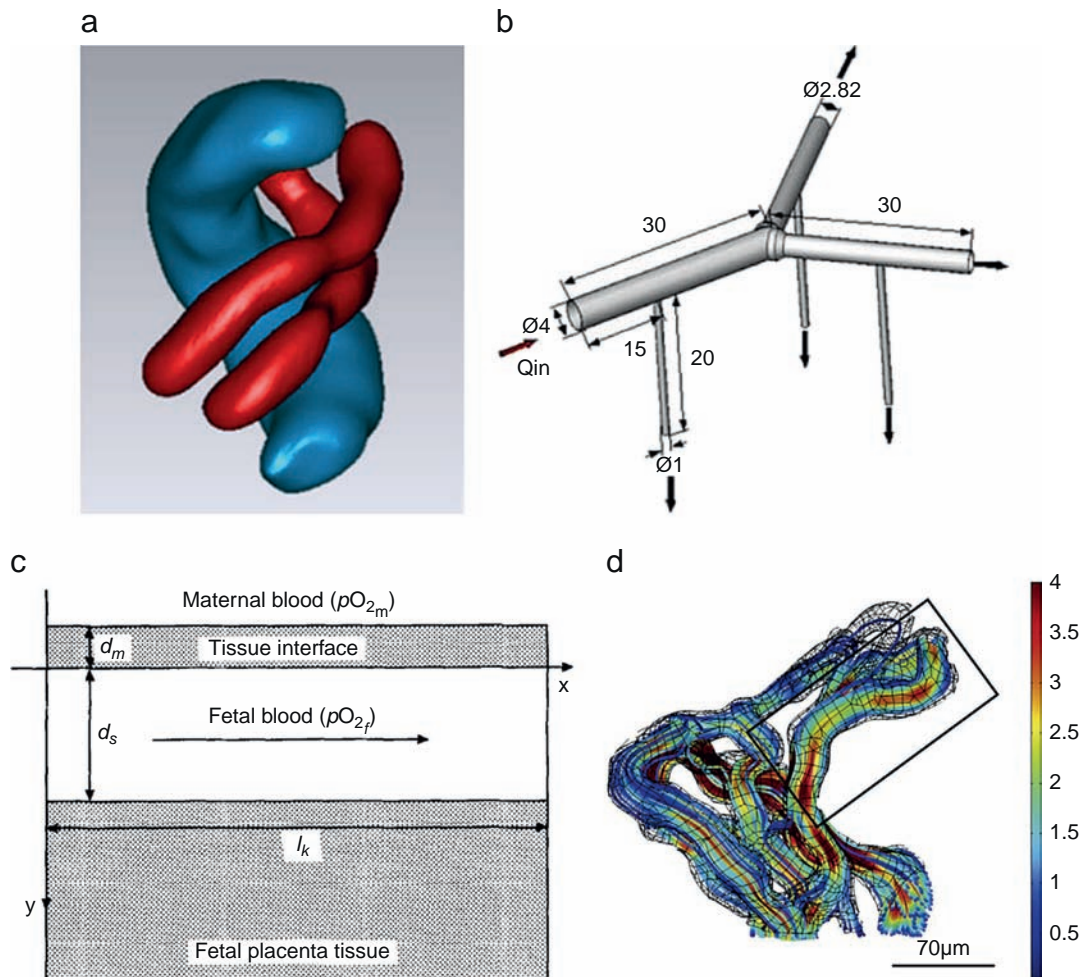 a
b
Ø2.82
30
30
Ø4
15
20
Qin
Ø1
c
d
Maternal blood (pO₂ₘ)
dₘ
Tissue interface
x
Fetal blood (pO₂f)
dₛ
lₖ
y
Fetal placenta tissue
4
3.5
3
2.5
2
1.5
1
0.5
70µm